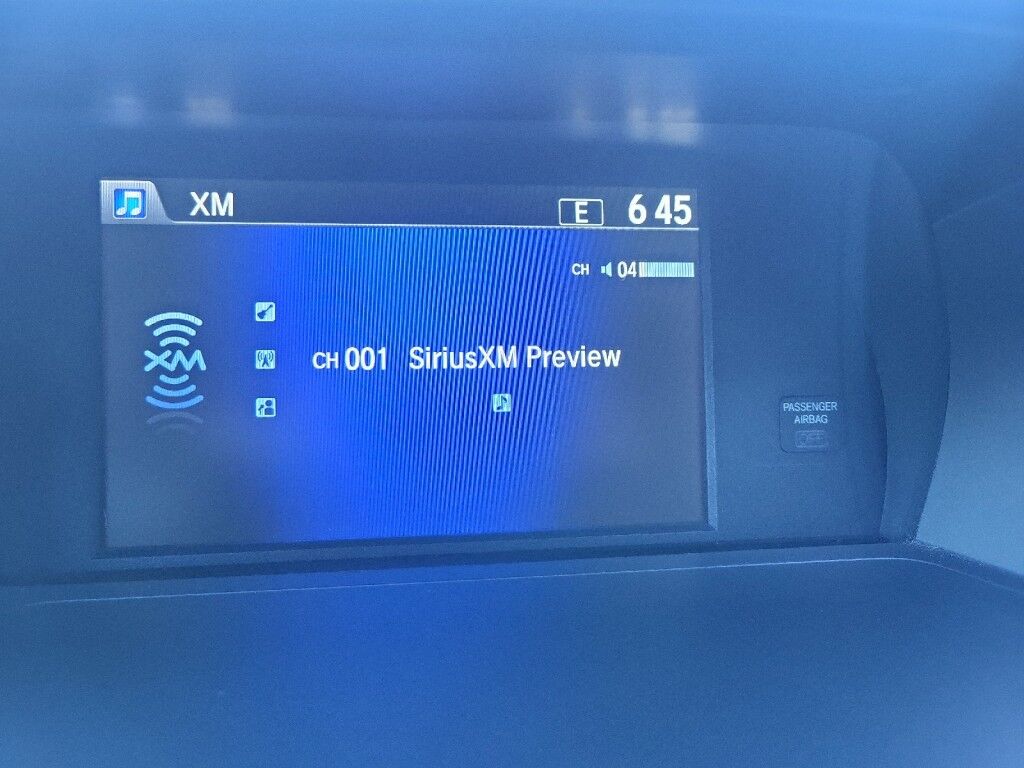 XM E 6 45
CH 04
XM
CH 001 SiriusXM Preview
PASSENGER
AIRBAG
OFF